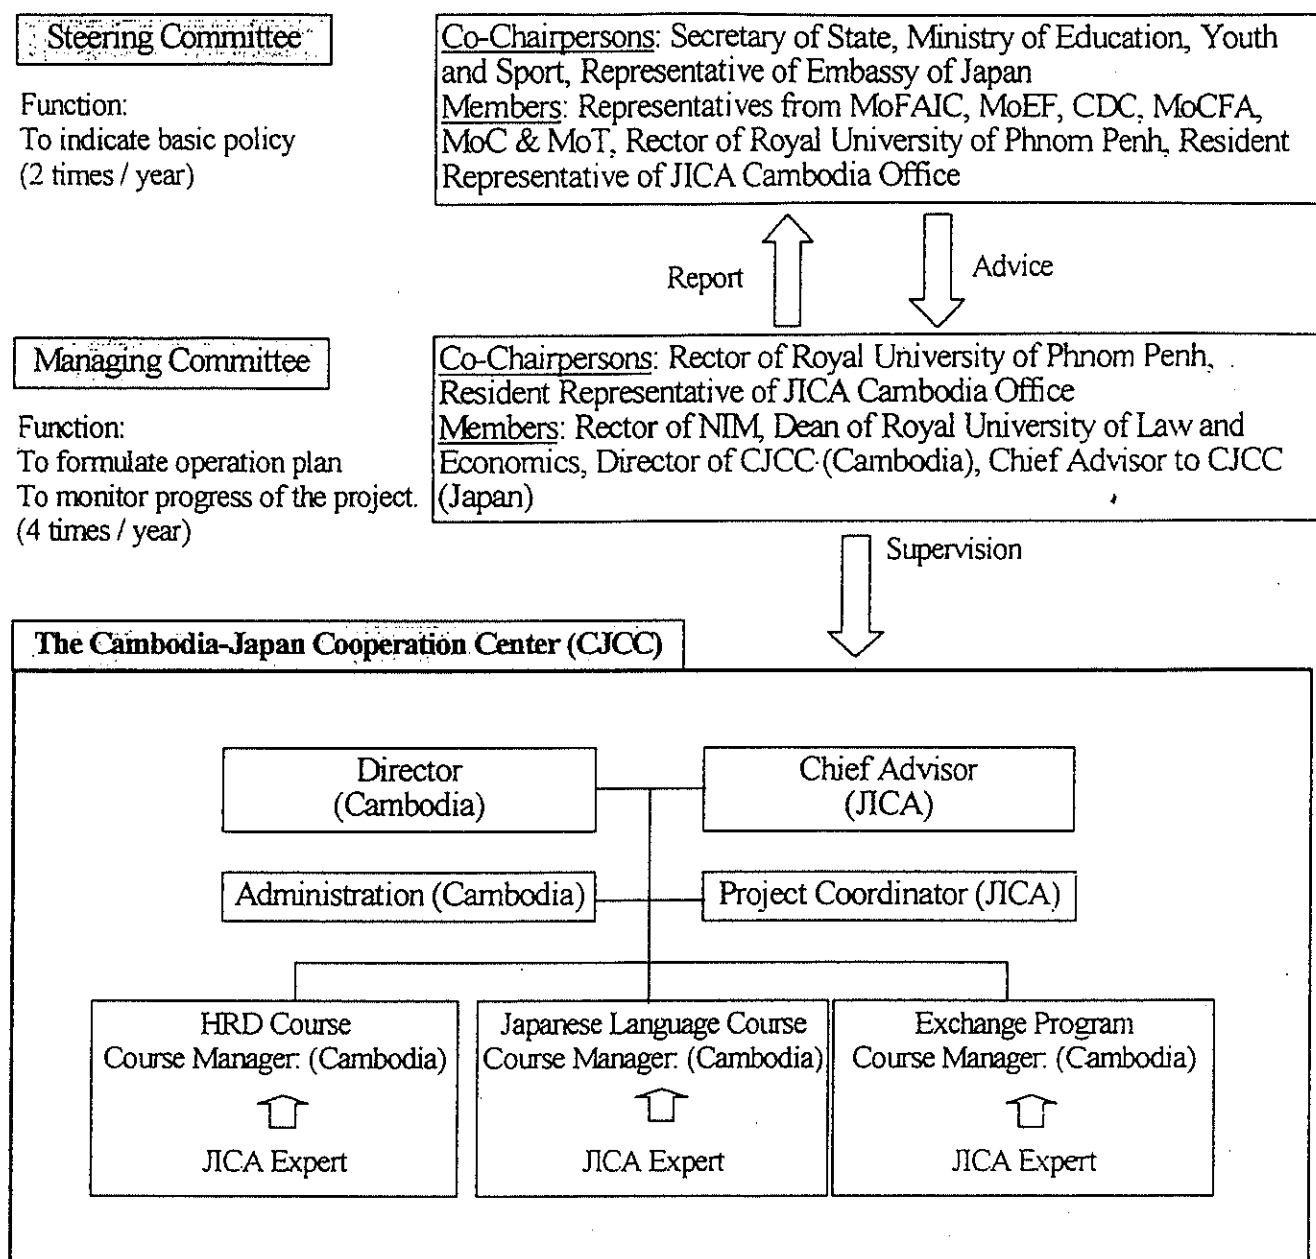 Steering Committee
Function:
To indicate basic policy
(2 times / year)
Co-Chairpersons: Secretary of State, Ministry of Education, Youth
and Sport, Representative of Embassy of Japan
Members: Representatives from MoFAIC, MoEF, CDC, MoCFA,
MoC & MoT, Rector of Royal University of Phnom Penh, Resident
Representative of JICA Cambodia Office
Report
Advice
Managing Committee
Function:
To formulate operation plan
To monitor progress of the project.
(4 times / year)
Co-Chairpersons: Rector of Royal University of Phnom Penh,
Resident Representative of JICA Cambodia Office
Members: Rector of NIM, Dean of Royal University of Law and
Economics, Director of CJCC (Cambodia), Chief Advisor to CJCC
(Japan)
Supervision
The Cambodia-Japan Cooperation Center (CJCC)
Director
(Cambodia)
Chief Advisor
(JICA)
Administration (Cambodia)
Project Coordinator (JICA)
HRD Course
Course Manager: (Cambodia)
JICA Expert
Japanese Language Course
Course Manager: (Cambodia)
JICA Expert
Exchange Program
Course Manager: (Cambodia)
JICA Expert